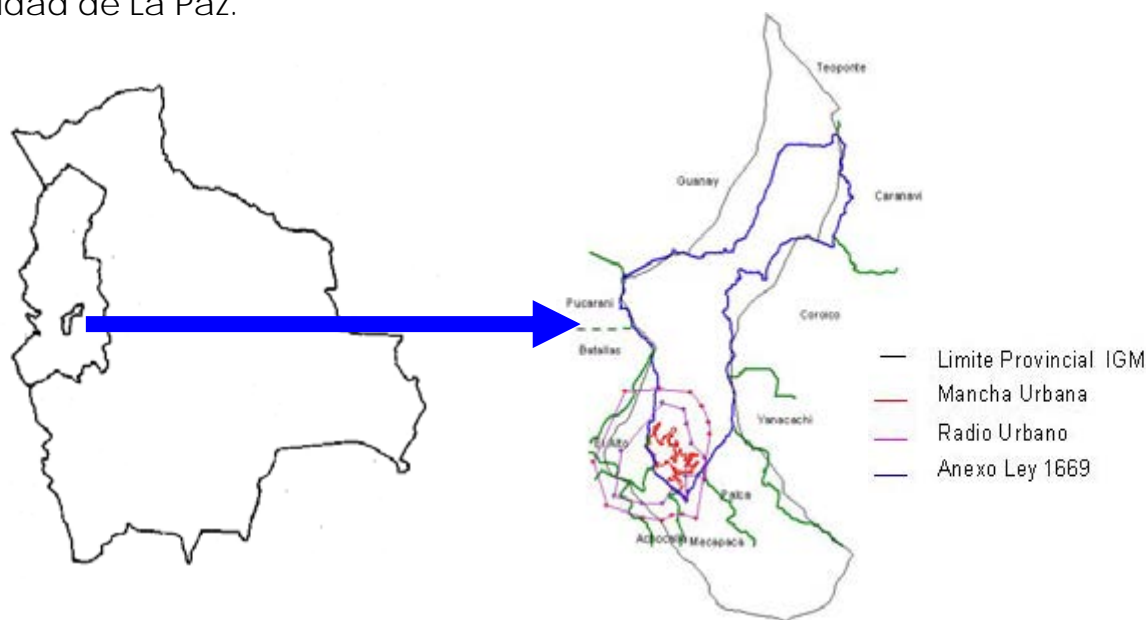 idad de La Paz.
Teoponte
Guanay
Caranavi
Pucarani
Coroico
Batallas
Limite Provincial IGM
Mancha Urbana
Yanacachi
Radio Urbano
El Alto
Anexo Ley 1669
Palca
Achocalla Mecapaca